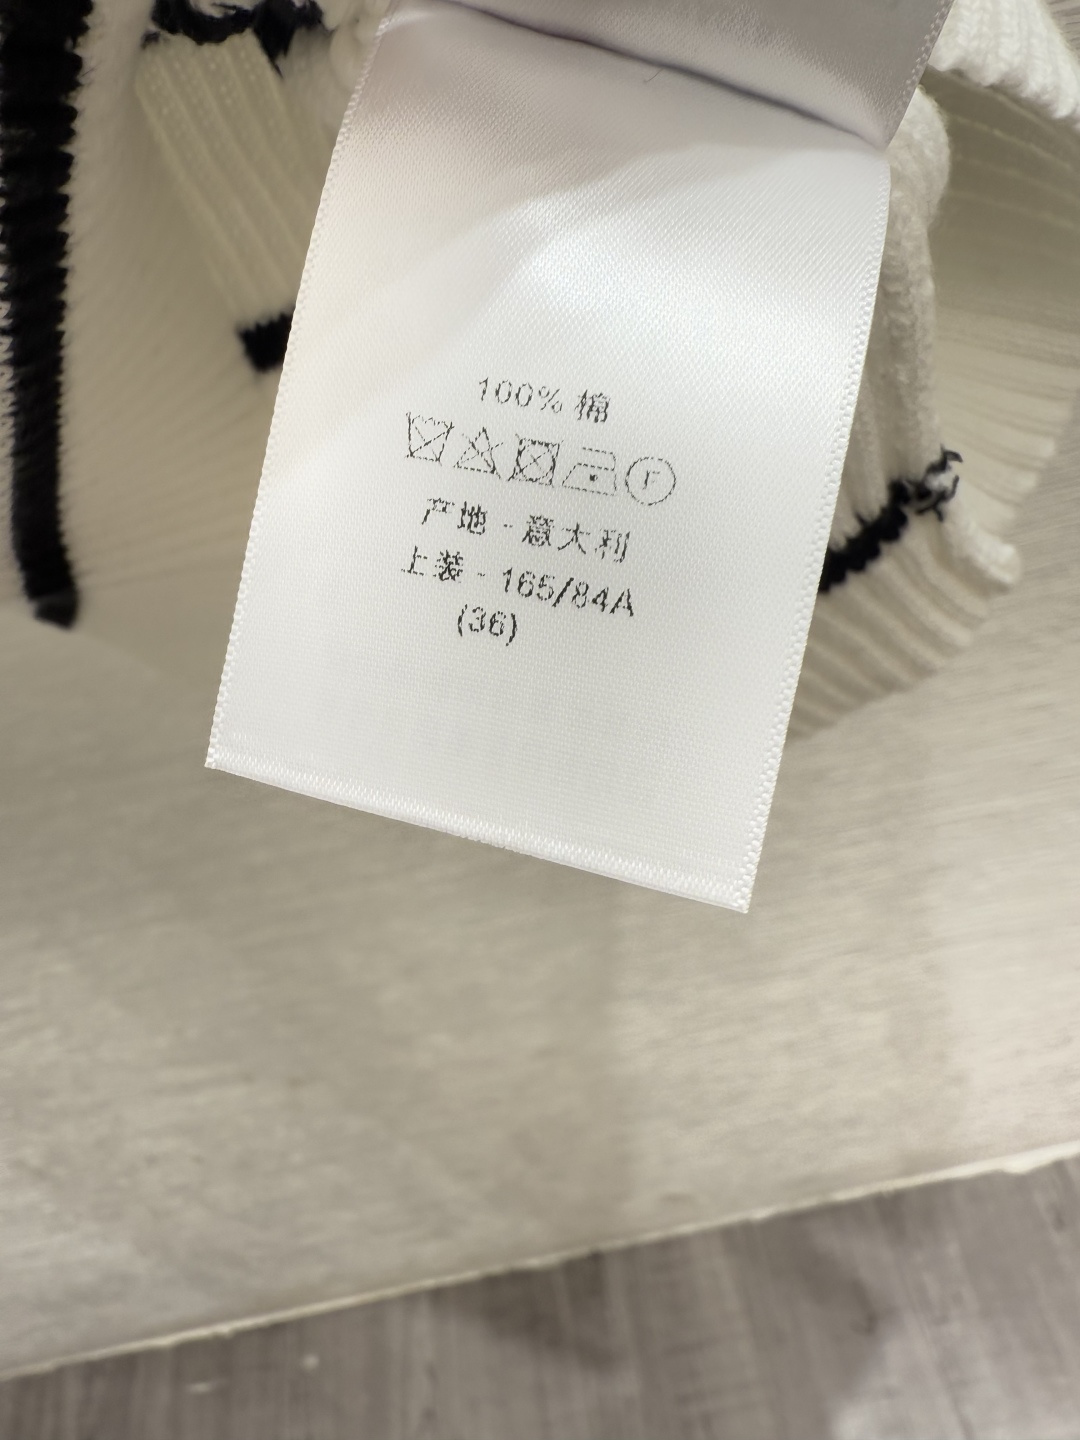 100% 棉
F
产地 - 意大利
上装 - 165/84A
(36)